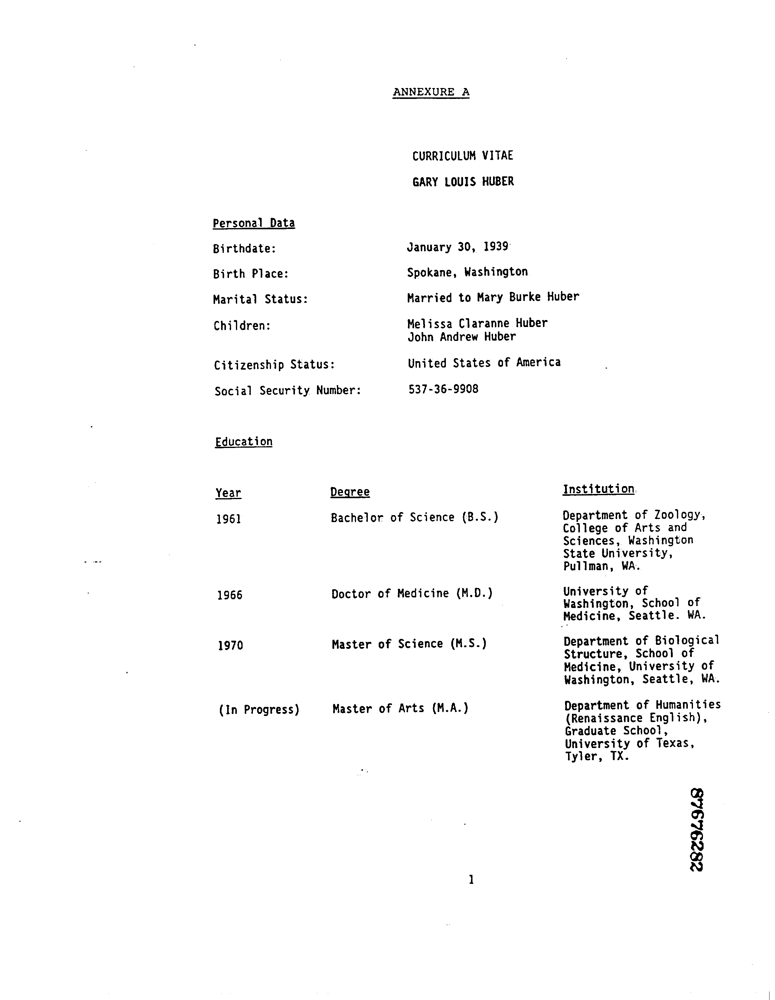 ANNEXURE A
CURRICULUM VITAE
GARY LOUIS HUBER
Personal Data
Birthdate: January 30, 1939
Birth Place: Spokane, Washington
Marital Status: Married to Mary Burke Huber
Children: Melissa Claranne Huber
John Andrew Huber
Citizenship Status: United States of America
Social Security Number: 537-36-9908
Education
Year Degree Institution
1961 Bachelor of Science (B.S.) Department of Zoology,
College of Arts and
Sciences, Washington
State University,
Pullman, WA.
1966 Doctor of Medicine (M.D.) University of
Washington, School of
Medicine, Seattle. WA.
1970 Master of Science (M.S.) Department of Biological
Structure, School of
Medicine, University of
Washington, Seattle, WA.
(In Progress) Master of Arts (M.A.) Department of Humanities
(Renaissance English),
Graduate School,
University of Texas,
Tyler, TX.
87676282
1